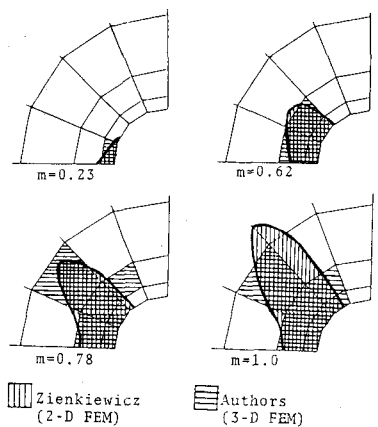 m=0.23
m=0.62
m=0.78
m=1.0
Zienkiewicz
(2-D FEM)
Authors
(3-D FEM)